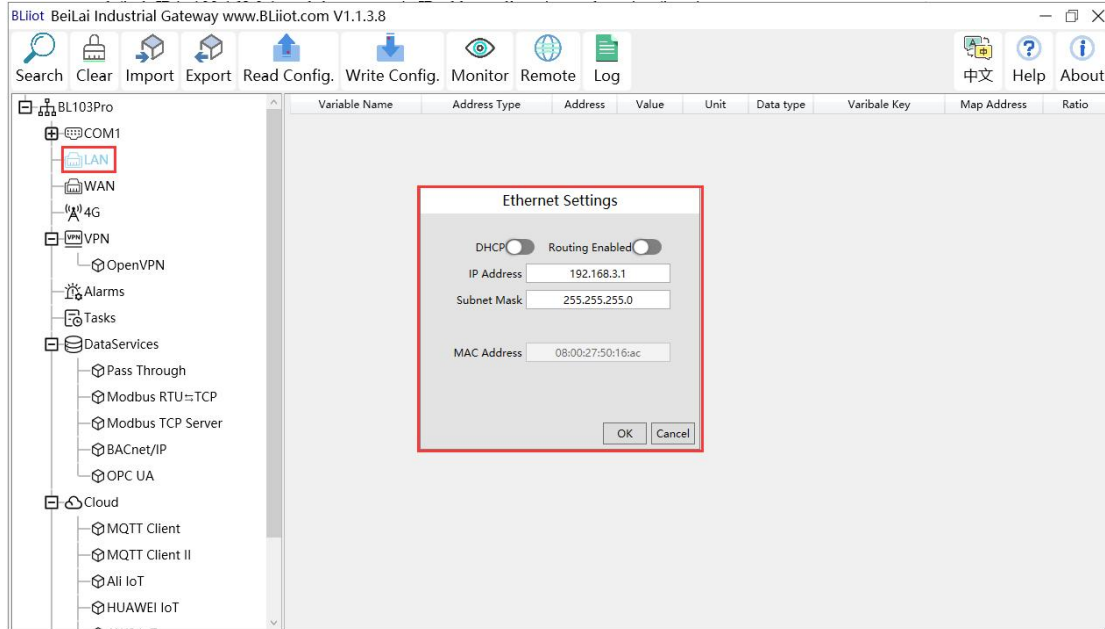 BLiiot BeiLai Industrial Gateway www.BLiiot.com V1.1.3.8
Search Clear Import Export Read Config. Write Config. Monitor Remote Log 中文 Help About
BL103Pro
Variable Name Address Type Address Value Unit Data type Varibale Key Map Address Ratio
COM1
LAN
WAN
4G
VPN
OpenVPN
Alarms
Tasks
DataServices
Pass Through
Modbus RTU⇆TCP
Modbus TCP Server
BACnet/IP
OPC UA
Cloud
MQTT Client
MQTT Client II
Ali IoT
HUAWEI IoT
Ethernet Settings
DHCP Routing Enabled
IP Address 192.168.3.1
Subnet Mask 255.255.255.0
MAC Address 08:00:27:50:16:ac
OK Cancel